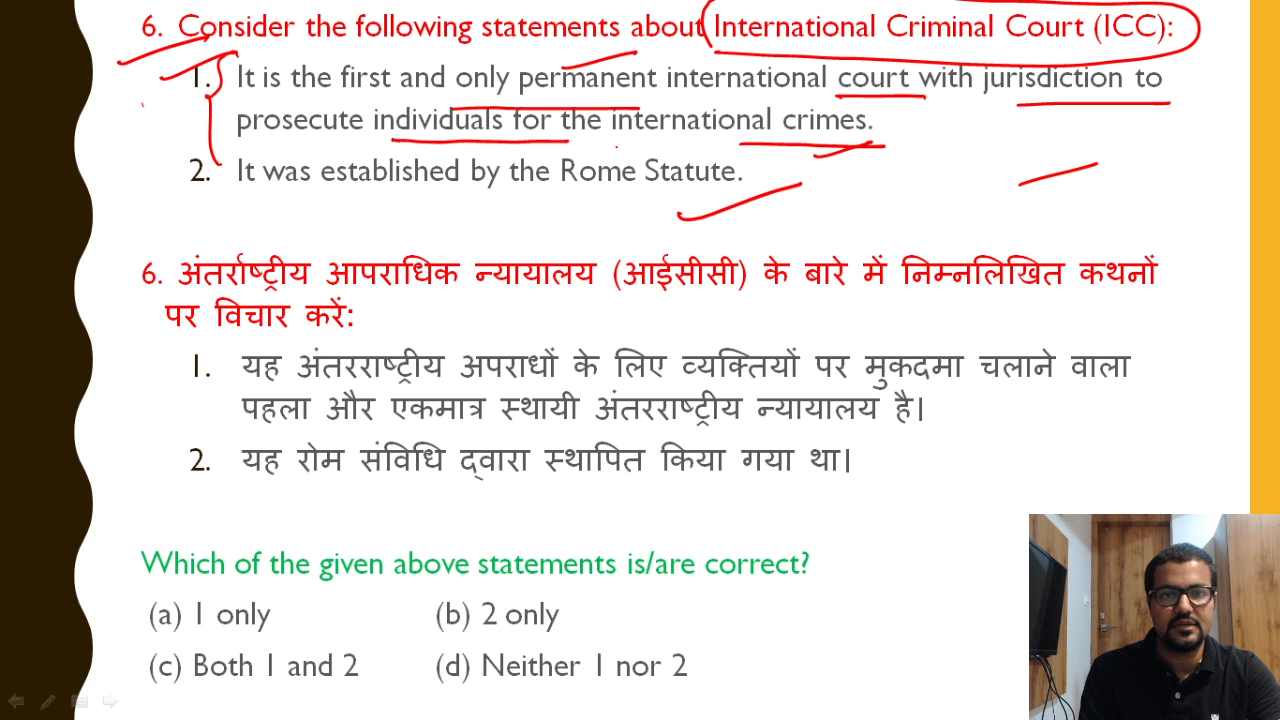 6. Consider the following statements about International Criminal Court (ICC):
1. It is the first and only permanent international court with jurisdiction to
prosecute individuals for the international crimes.
2. It was established by the Rome Statute.
6. अंतर्राष्ट्रीय आपराधिक न्यायालय (आईसीसी) के बारे में निम्नलिखित कथनों
पर विचार करें:
1. यह अंतरराष्ट्रीय अपराधों के लिए व्यक्तियों पर मुकदमा चलाने वाला
पहला और एकमात्र स्थायी अंतरराष्ट्रीय न्यायालय है।
2. यह रोम संविधि द्वारा स्थापित किया गया था।
Which of the given above statements is/are correct?
(a) 1 only (b) 2 only
(c) Both 1 and 2 (d) Neither 1 nor 2